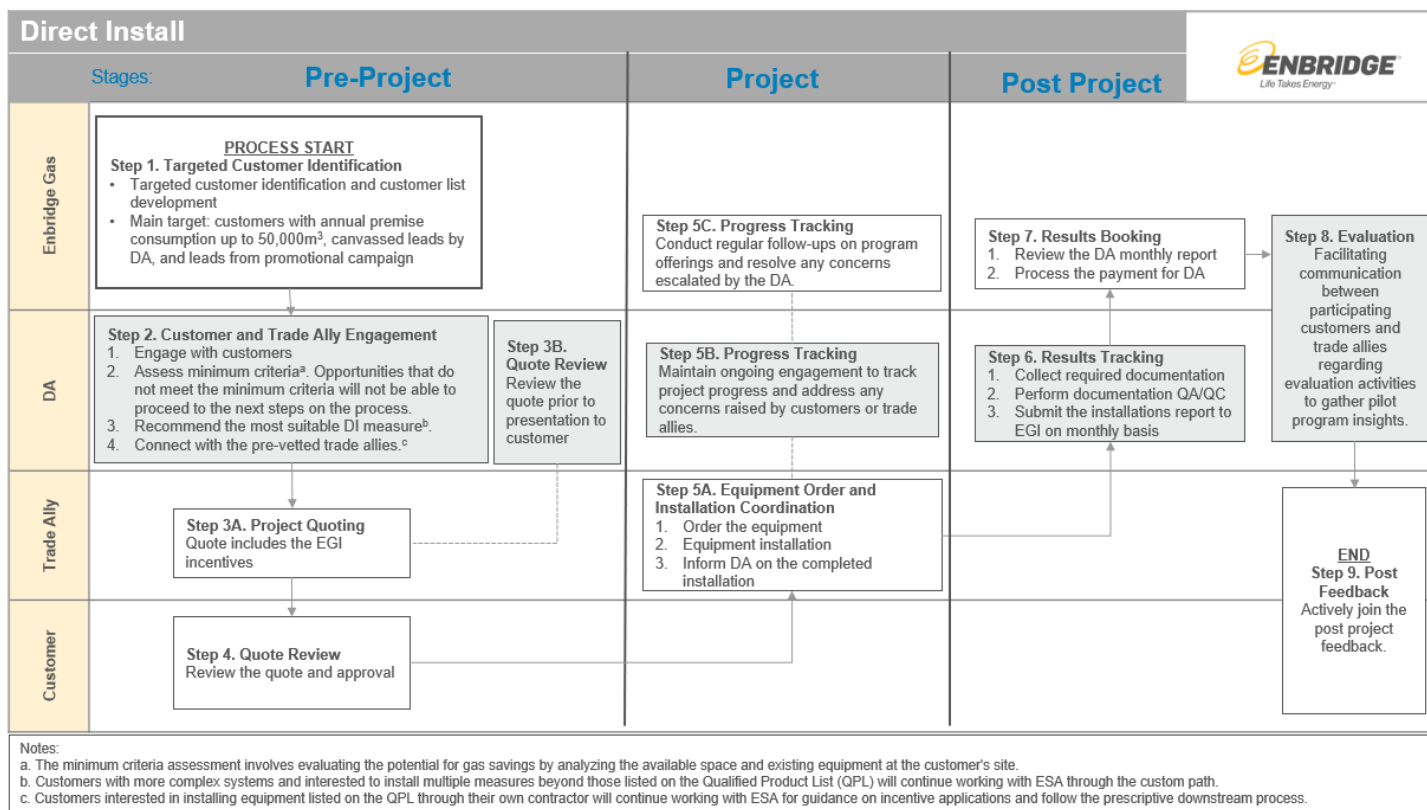 Direct Install
Stages:
Pre-Project
Project
Post Project
ENBRIDGE
Life Takes Energy™
Enbridge Gas
PROCESS START
Step 1. Targeted Customer Identification
• Targeted customer identification and customer list
development
• Main target: customers with annual premise
consumption up to 50,000m³, canvassed leads by
DA, and leads from promotional campaign
Step 5C. Progress Tracking
Conduct regular follow-ups on program
offerings and resolve any concerns
escalated by the DA.
Step 7. Results Booking
1. Review the DA monthly report
2. Process the payment for DA
Step 8. Evaluation
Facilitating
communication
between
participating
customers and
trade allies
regarding
evaluation activities
to gather pilot
program insights.
DA
Step 2. Customer and Trade Ally Engagement
1. Engage with customers
2. Assess minimum criteriaᵃ. Opportunities that do
not meet the minimum criteria will not be able to
proceed to the next steps on the process.
3. Recommend the most suitable DI measureᵇ.
4. Connect with the pre-vetted trade allies.ᶜ
Step 3B.
Quote Review
Review the
quote prior to
presentation to
customer
Step 5B. Progress Tracking
Maintain ongoing engagement to track
project progress and address any
concerns raised by customers or trade
allies.
Step 6. Results Tracking
1. Collect required documentation
2. Perform documentation QA/QC
3. Submit the installations report to
EGI on monthly basis
Trade Ally
Step 3A. Project Quoting
Quote includes the EGI
incentives
Step 5A. Equipment Order and
Installation Coordination
1. Order the equipment
2. Equipment installation
3. Inform DA on the completed
installation
END
Step 9. Post
Feedback
Actively join the
post project
feedback.
Customer
Step 4. Quote Review
Review the quote and approval
Notes:
a. The minimum criteria assessment involves evaluating the potential for gas savings by analyzing the available space and existing equipment at the customer's site.
b. Customers with more complex systems and interested to install multiple measures beyond those listed on the Qualified Product List (QPL) will continue working with ESA through the custom path.
c. Customers interested in installing equipment listed on the QPL through their own contractor will continue working with ESA for guidance on incentive applications and follow the prescriptive downstream process.